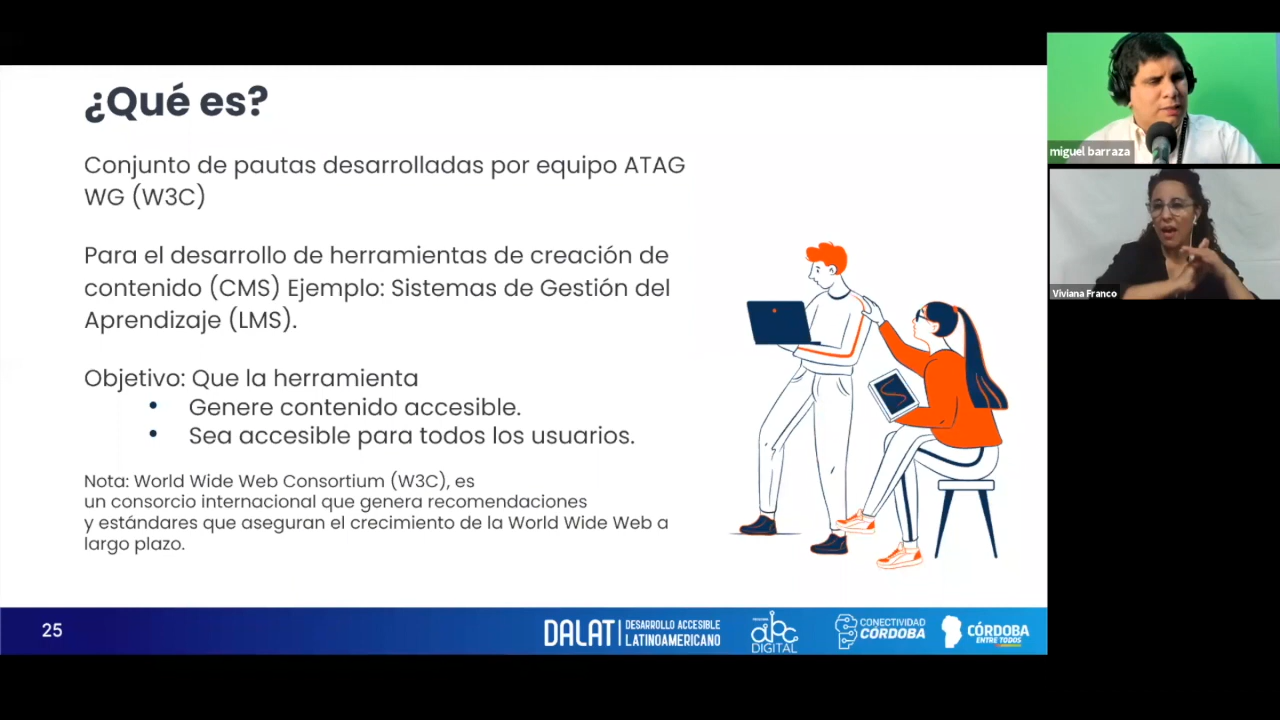 ¿Qué es?
Conjunto de pautas desarrolladas por equipo ATAG
WG (W3C)
Para el desarrollo de herramientas de creación de
contenido (CMS) Ejemplo: Sistemas de Gestión del
Aprendizaje (LMS).
Objetivo: Que la herramienta
• Genere contenido accesible.
• Sea accesible para todos los usuarios.
Nota: World Wide Web Consortium (W3C), es
un consorcio internacional que genera recomendaciones
y estándares que aseguran el crecimiento de la World Wide Web a
largo plazo.
25
DALAT
DESARROLLO ACCESIBLE
LATINOAMERICANO
abc
DIGITAL
CONECTIVIDAD
CÓRDOBA
CÓRDOBA
ENTRE TODOS
miguel barraza
Viviana Franco